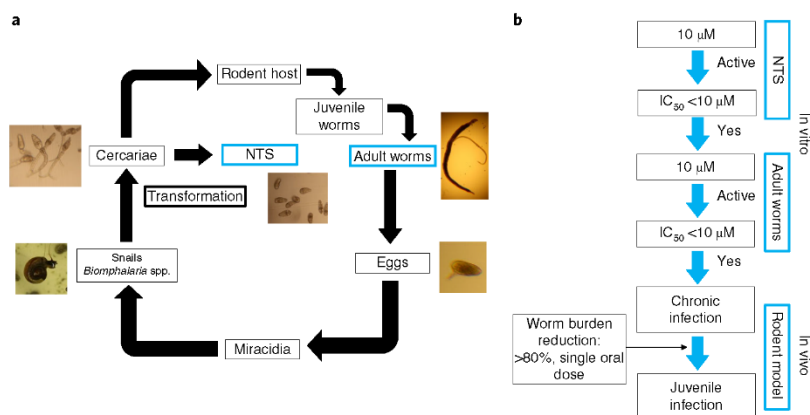 a
Rodent host
Juvenile
worms
Cercariae
NTS
Adult worms
Transformation
Snails
Biomphalaria spp.
Eggs
Miracidia
b
10 μM
Active
IC50 <10 μM
Yes
NTS
In vitro
10 μM
Active
IC50 <10 μM
Yes
Adult worms
Chronic
infection
Worm burden
reduction:
>80%, single oral
dose
Juvenile
infection
Rodent model
In vivo